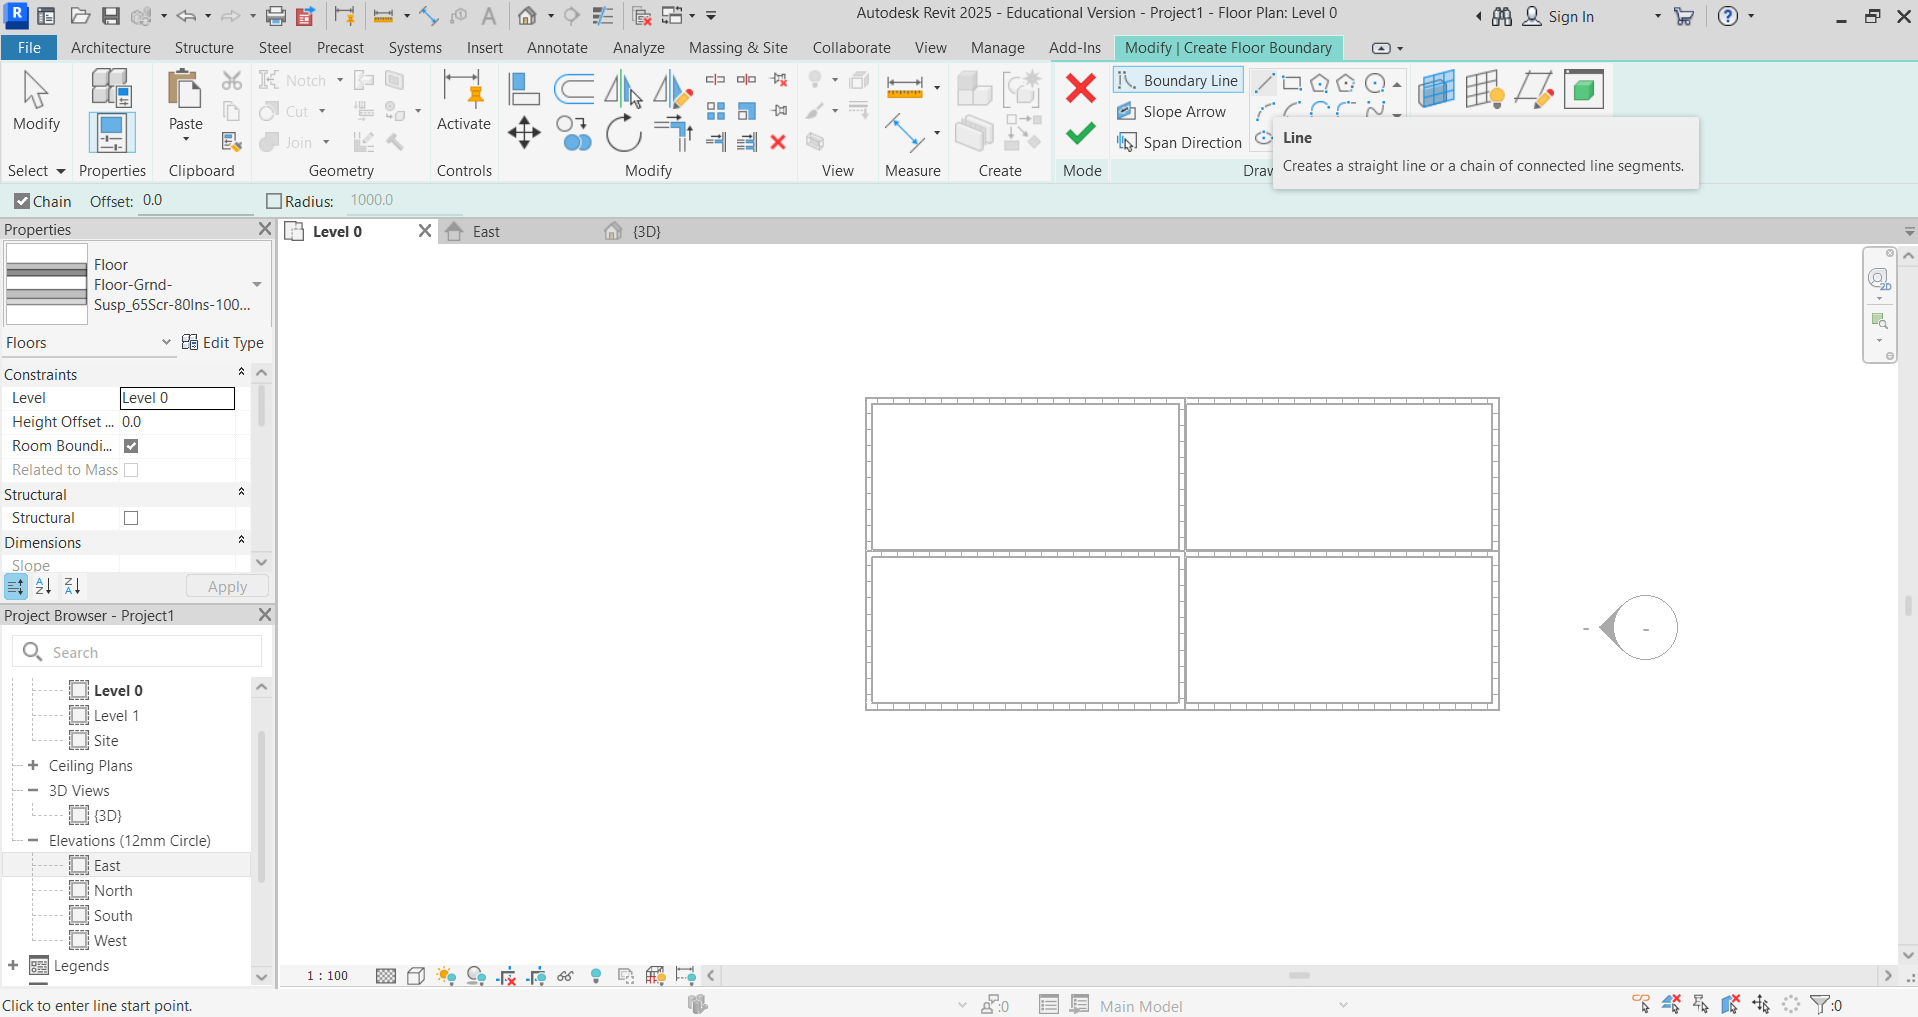 Autodesk Revit 2025 - Educational Version - Project1 - Floor Plan: Level 0
Sign In
File
Architecture
Structure
Steel
Precast
Systems
Insert
Annotate
Analyze
Massing & Site
Collaborate
View
Manage
Add-Ins
Modify | Create Floor Boundary
Modify
Select
Properties
Paste
Clipboard
Notch
Cut
Join
Geometry
Activate
Controls
Modify
View
Measure
Create
Mode
Boundary Line
Slope Arrow
Span Direction
Draw
Line
Creates a straight line or a chain of connected line segments.
Chain
Offset: 0.0
Radius: 1000.0
Properties
Level 0
East
{3D}
2D
Floor
Floor-Grnd-
Susp_65Scr-80Ins-100...
Floors
Edit Type
Constraints
Level
Level 0
Height Offset ... 0.0
Room Boundi...
Related to Mass
Structural
Structural
Dimensions
Slope
Apply
Project Browser - Project1
Search
Level 0
Level 1
Site
Ceiling Plans
3D Views
{3D}
Elevations (12mm Circle)
East
North
South
West
Legends
1 : 100
Click to enter line start point.
:0
Main Model
:0